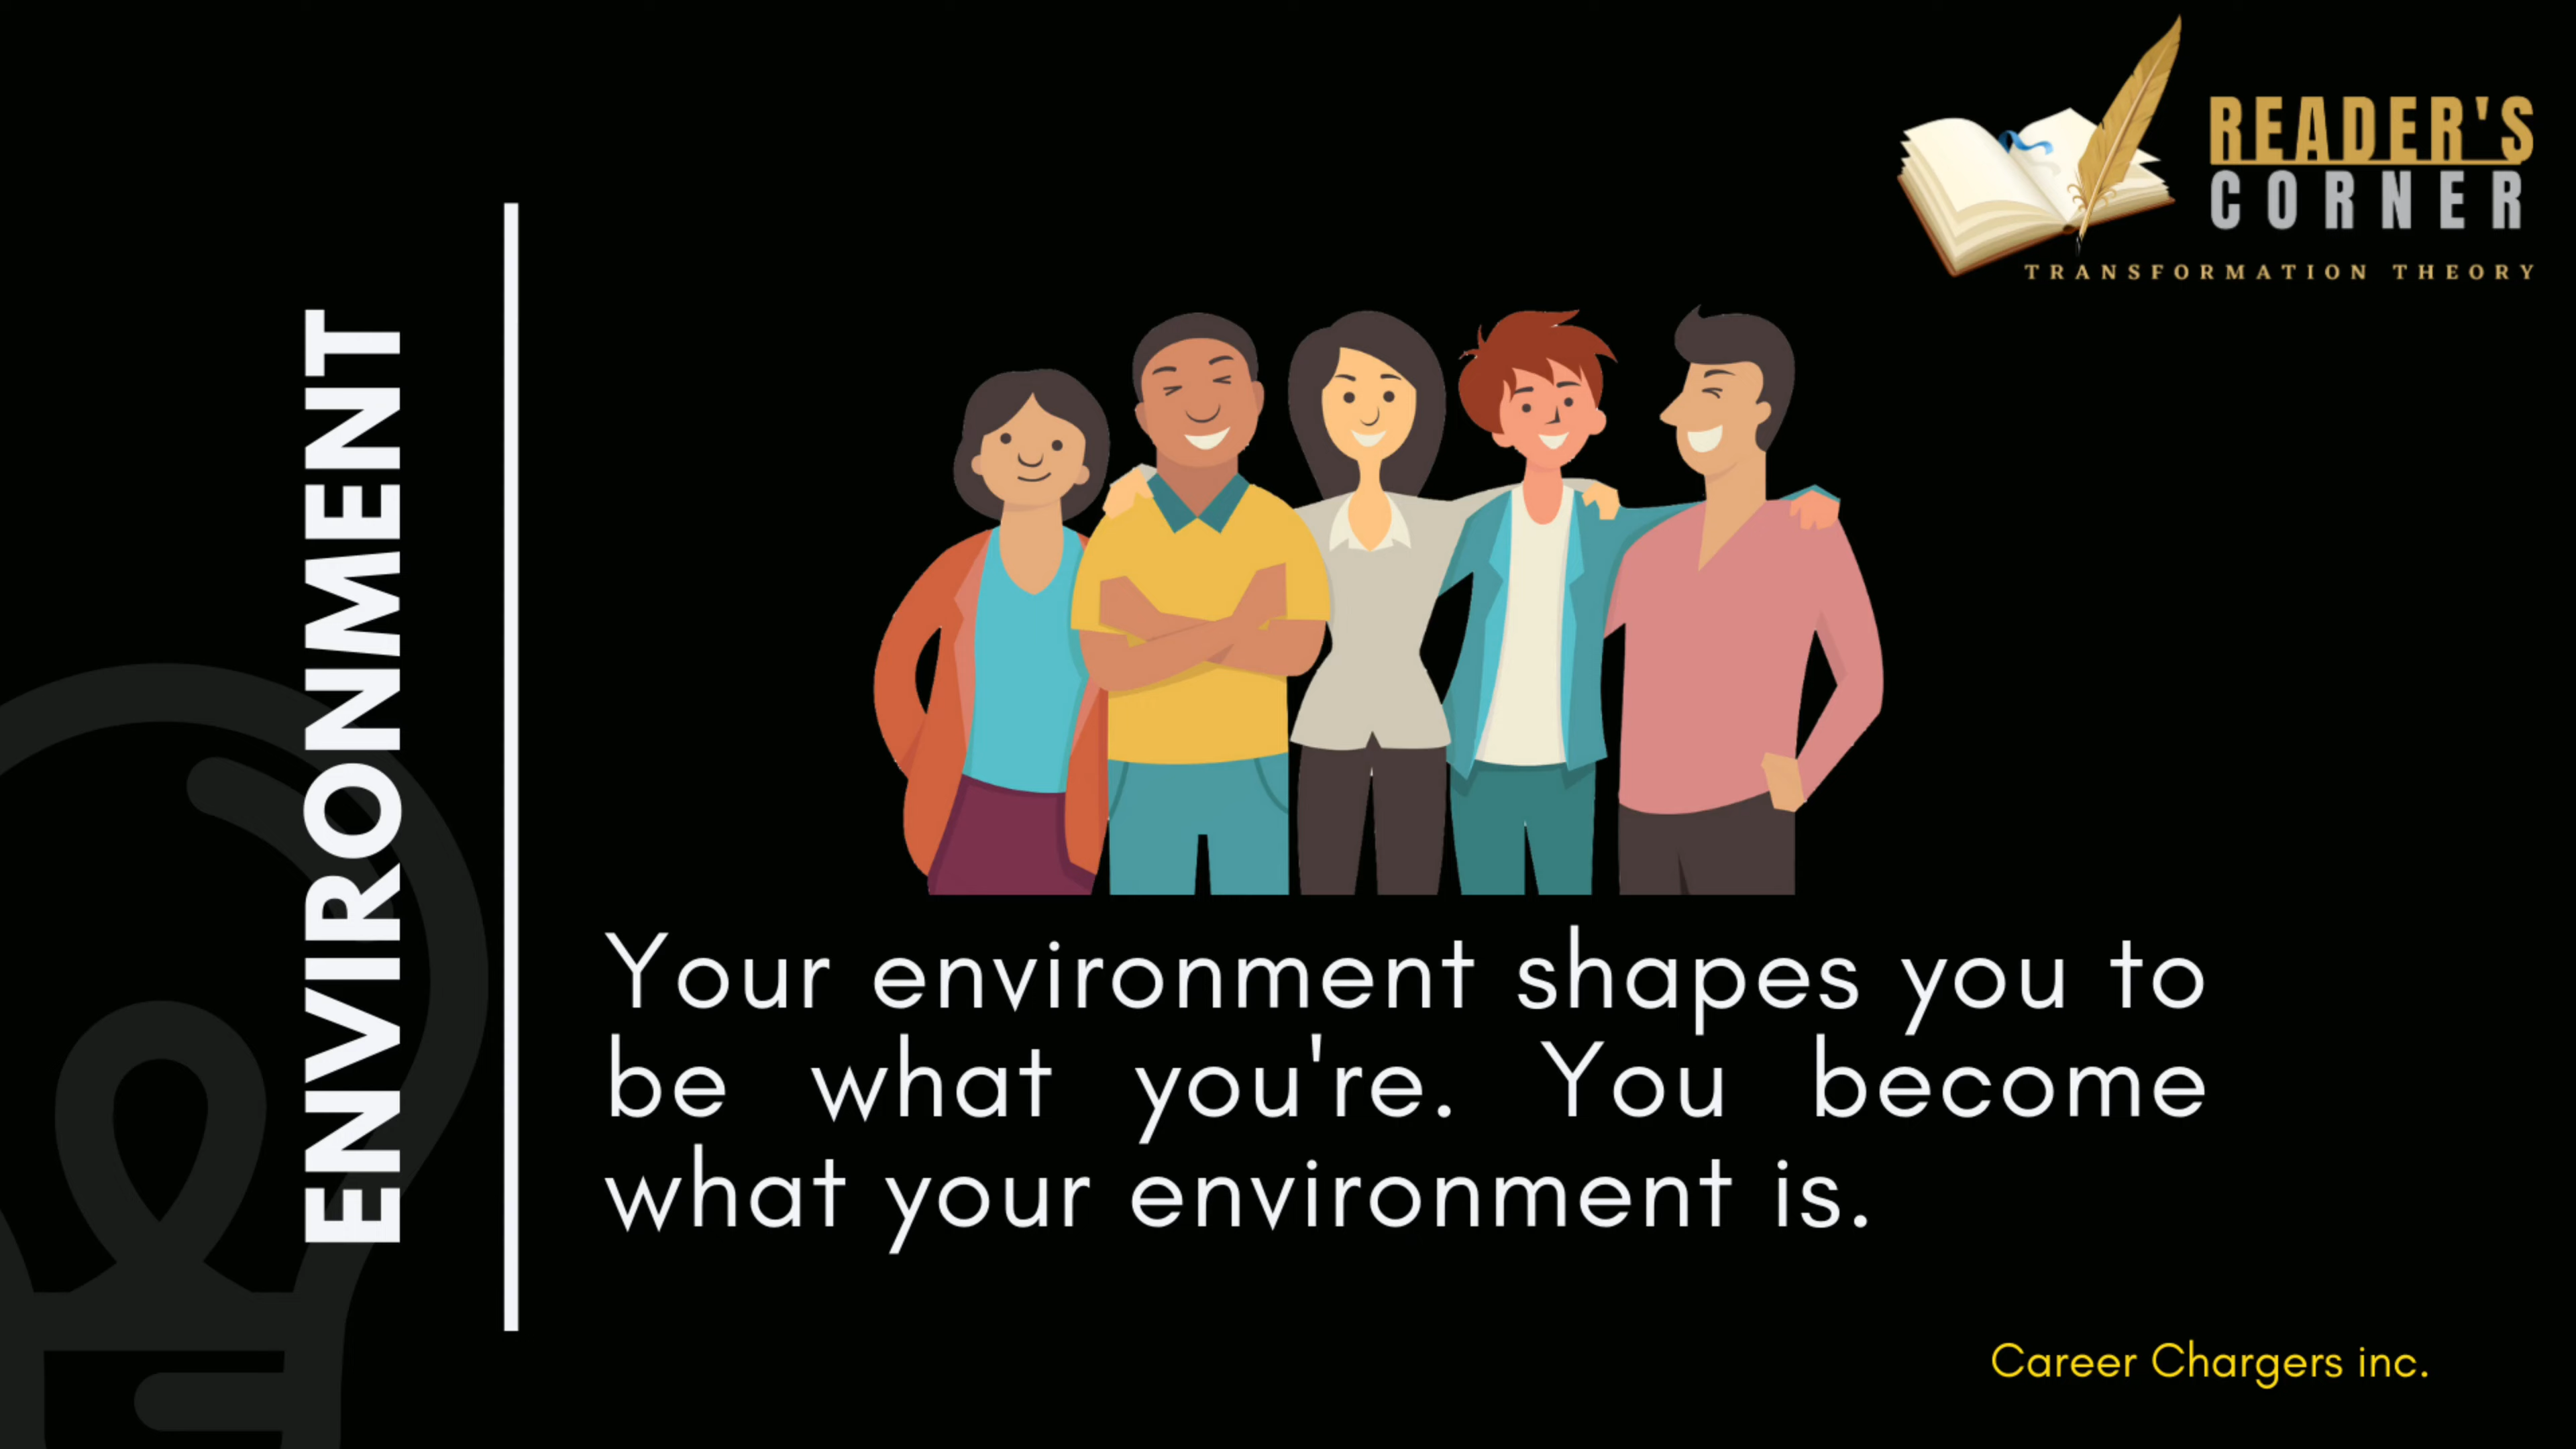 READER'S
CORNER
TRANSFORMATION THEORY
ENVIRONMENT
Your environment shapes you to
be what you're. You become
what your environment is.
Career Chargers inc.